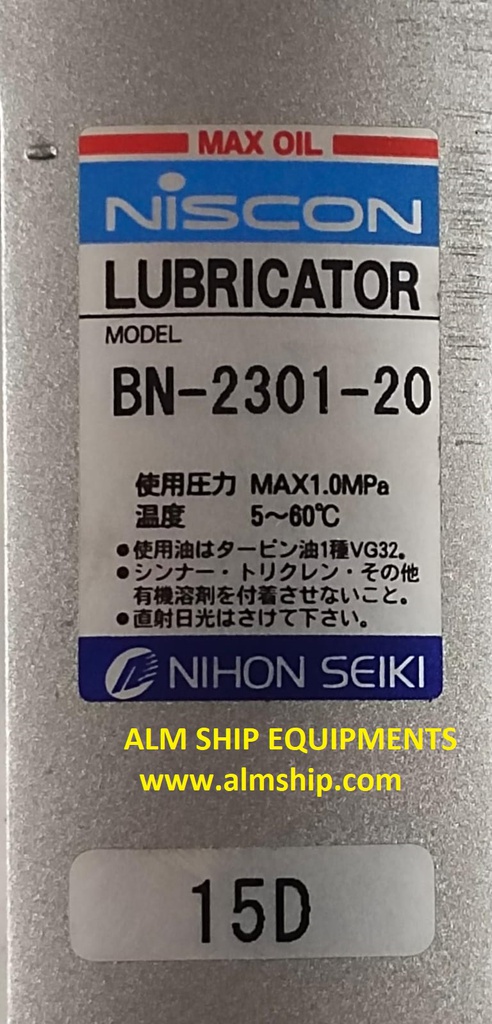 MAX OIL
NiSCON
LUBRICATOR
MODEL
BN-2301-20
使用圧力 MAX1.0MPa
温度 5~60℃
●使用油はタービン油1種VG32。
●シンナー・トリクレン・その他
有機溶剤を付着させないこと。
●直射日光はさけて下さい。
NIHON SEIKI
ALM SHIP EQUIPMENTS
www.almship.com
15D